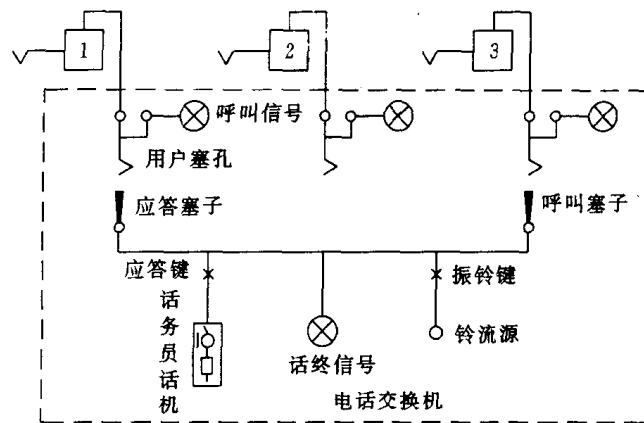 1
2
3
呼叫信号
用户塞孔
应答塞子
呼叫塞子
应答键
振铃键
话务员话机
话终信号
铃流源
电话交换机